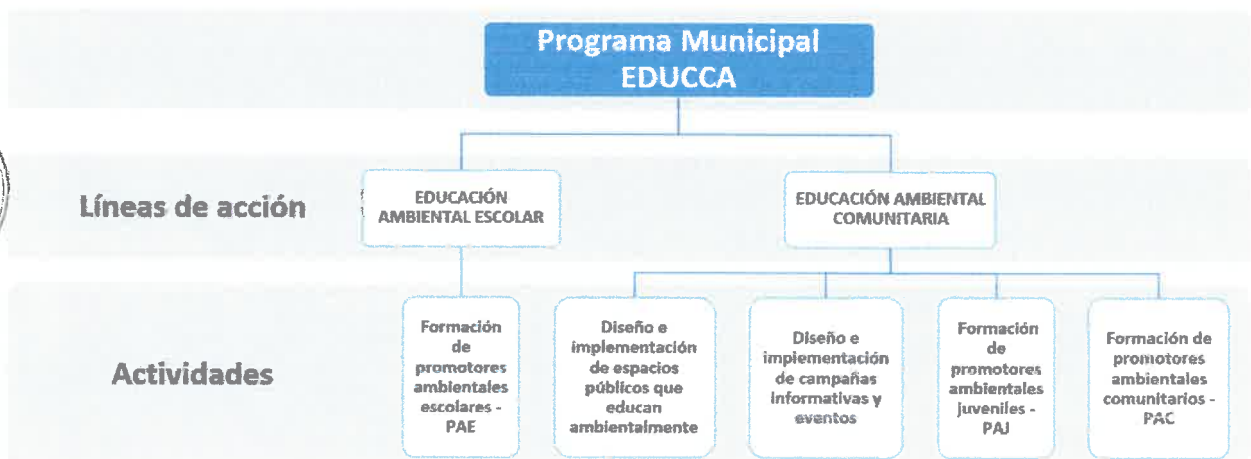 Programa Municipal
EDUCCA
Líneas de acción
EDUCACIÓN
AMBIENTAL ESCOLAR
EDUCACIÓN AMBIENTAL
COMUNITARIA
Actividades
Formación
de
promotores
ambientales
escolares -
PAE
Diseño e
implementación
de espacios
públicos que
educan
ambientalmente
Diseño e
implementación
de campañas
informativas y
eventos
Formación
de
promotores
ambientales
juveniles -
PAJ
Formación de
promotores
ambientales
comunitarios -
PAC